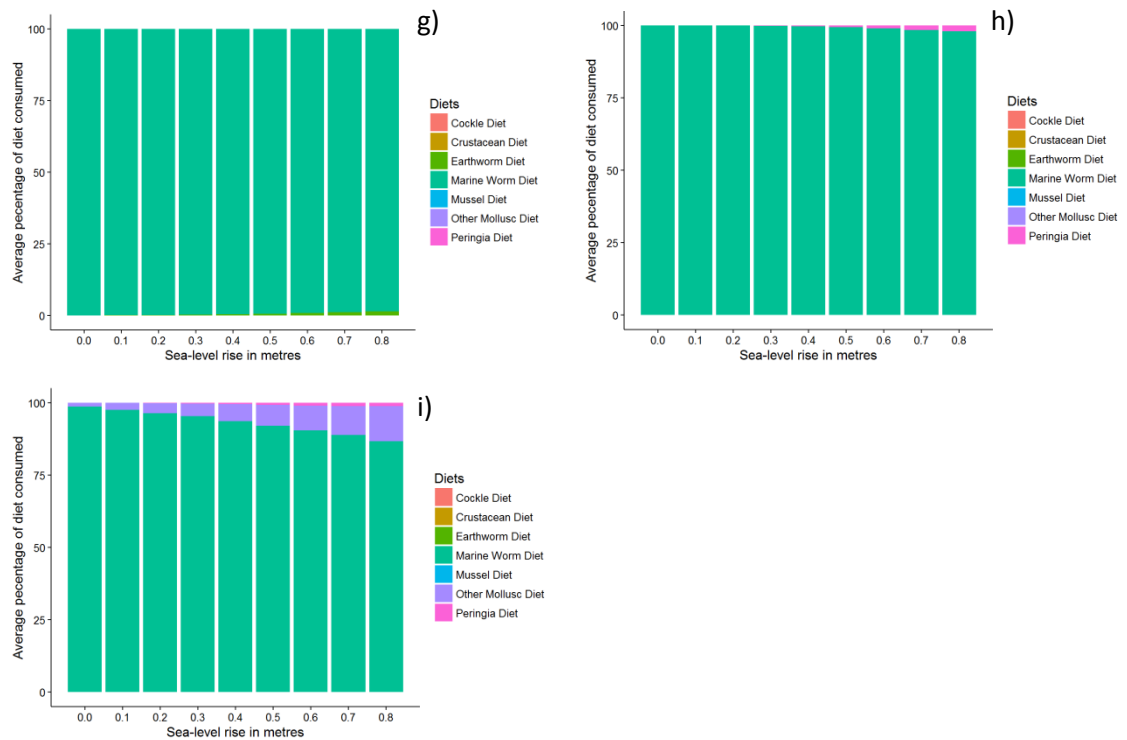 g)
Average pecentage of diet consumed
100
75
50
25
0
0.0 0.1 0.2 0.3 0.4 0.5 0.6 0.7 0.8
Sea-level rise in metres
Diets
Cockle Diet
Crustacean Diet
Earthworm Diet
Marine Worm Diet
Mussel Diet
Other Mollusc Diet
Peringia Diet
h)
Average pecentage of diet consumed
100
75
50
25
0
0.0 0.1 0.2 0.3 0.4 0.5 0.6 0.7 0.8
Sea-level rise in metres
Diets
Cockle Diet
Crustacean Diet
Earthworm Diet
Marine Worm Diet
Mussel Diet
Other Mollusc Diet
Peringia Diet
i)
Average pecentage of diet consumed
100
75
50
25
0
0.0 0.1 0.2 0.3 0.4 0.5 0.6 0.7 0.8
Sea-level rise in metres
Diets
Cockle Diet
Crustacean Diet
Earthworm Diet
Marine Worm Diet
Mussel Diet
Other Mollusc Diet
Peringia Diet